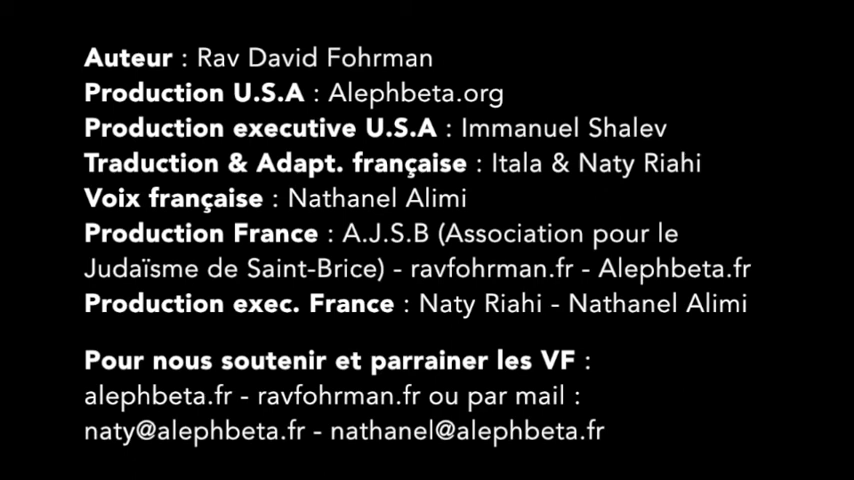 Auteur : Rav David Fohrman
Production U.S.A : Alephbeta.org
Production executive U.S.A : Immanuel Shalev
Traduction & Adapt. française : Itala & Naty Riahi
Voix française : Nathanel Alimi
Production France : A.J.S.B (Association pour le
Judaïsme de Saint-Brice) - ravfohrman.fr - Alephbeta.fr
Production exec. France : Naty Riahi - Nathanel Alimi
Pour nous soutenir et parrainer les VF :
alephbeta.fr - ravfohrman.fr ou par mail :
naty@alephbeta.fr - nathanel@alephbeta.fr